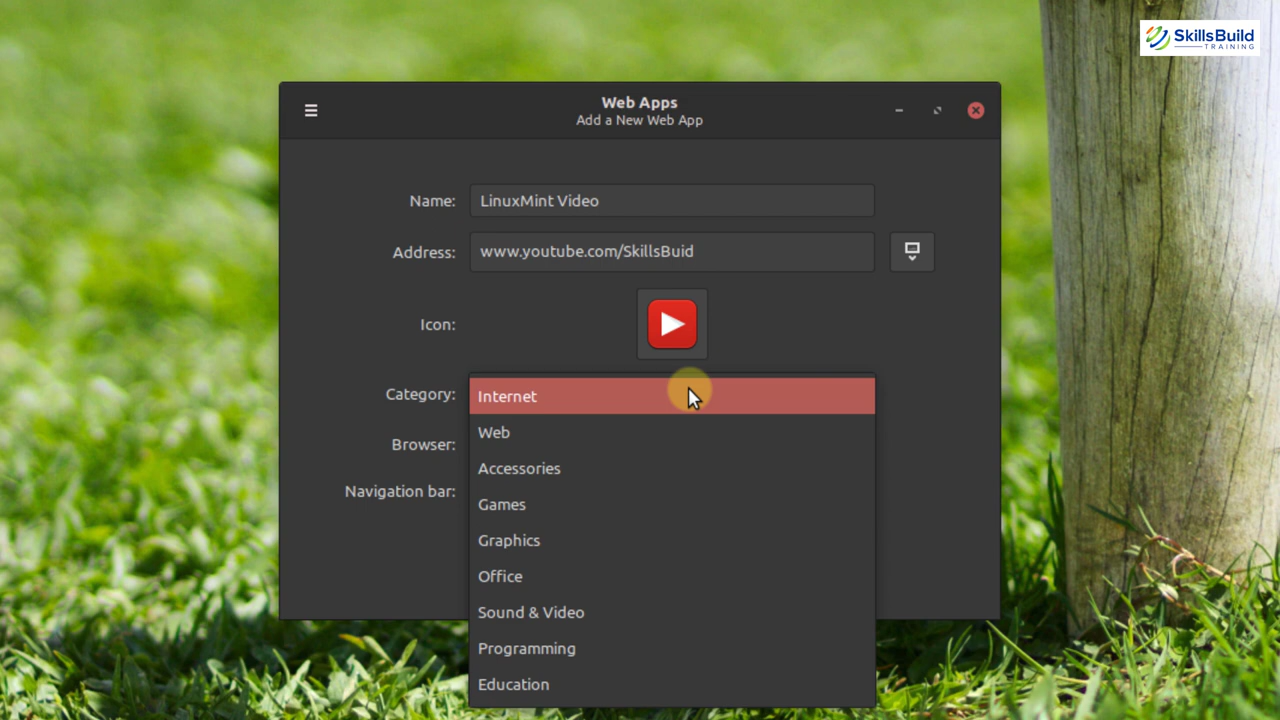 SkillsBuild
TRAINING
Web Apps
Add a New Web App
Name: LinuxMint Video
Address: www.youtube.com/SkillsBuid
Icon:
Category: Internet
Web
Browser:
Accessories
Navigation bar:
Games
Graphics
Office
Sound & Video
Programming
Education